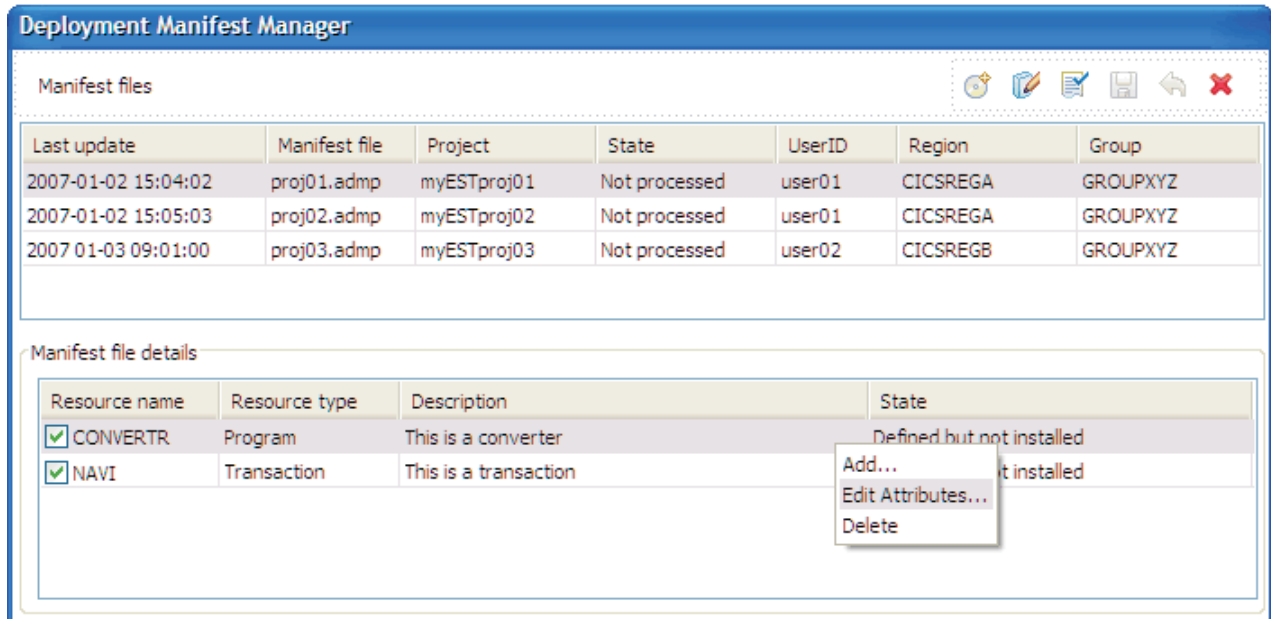 Deployment Manifest Manager
Manifest files
Last update Manifest file Project State UserID Region Group
2007-01-02 15:04:02 proj01.admp myESTproj01 Not processed user01 CICSREGA GROUPXYZ
2007-01-02 15:05:03 proj02.admp myESTproj02 Not processed user01 CICSREGA GROUPXYZ
2007 01-03 09:01:00 proj03.admp myESTproj03 Not processed user02 CICSREGB GROUPXYZ
Manifest file details
Resource name Resource type Description State
CONVERTR Program This is a converter Defined but not installed
NAVI Transaction This is a transaction installed
Add...
Edit Attributes...
Delete